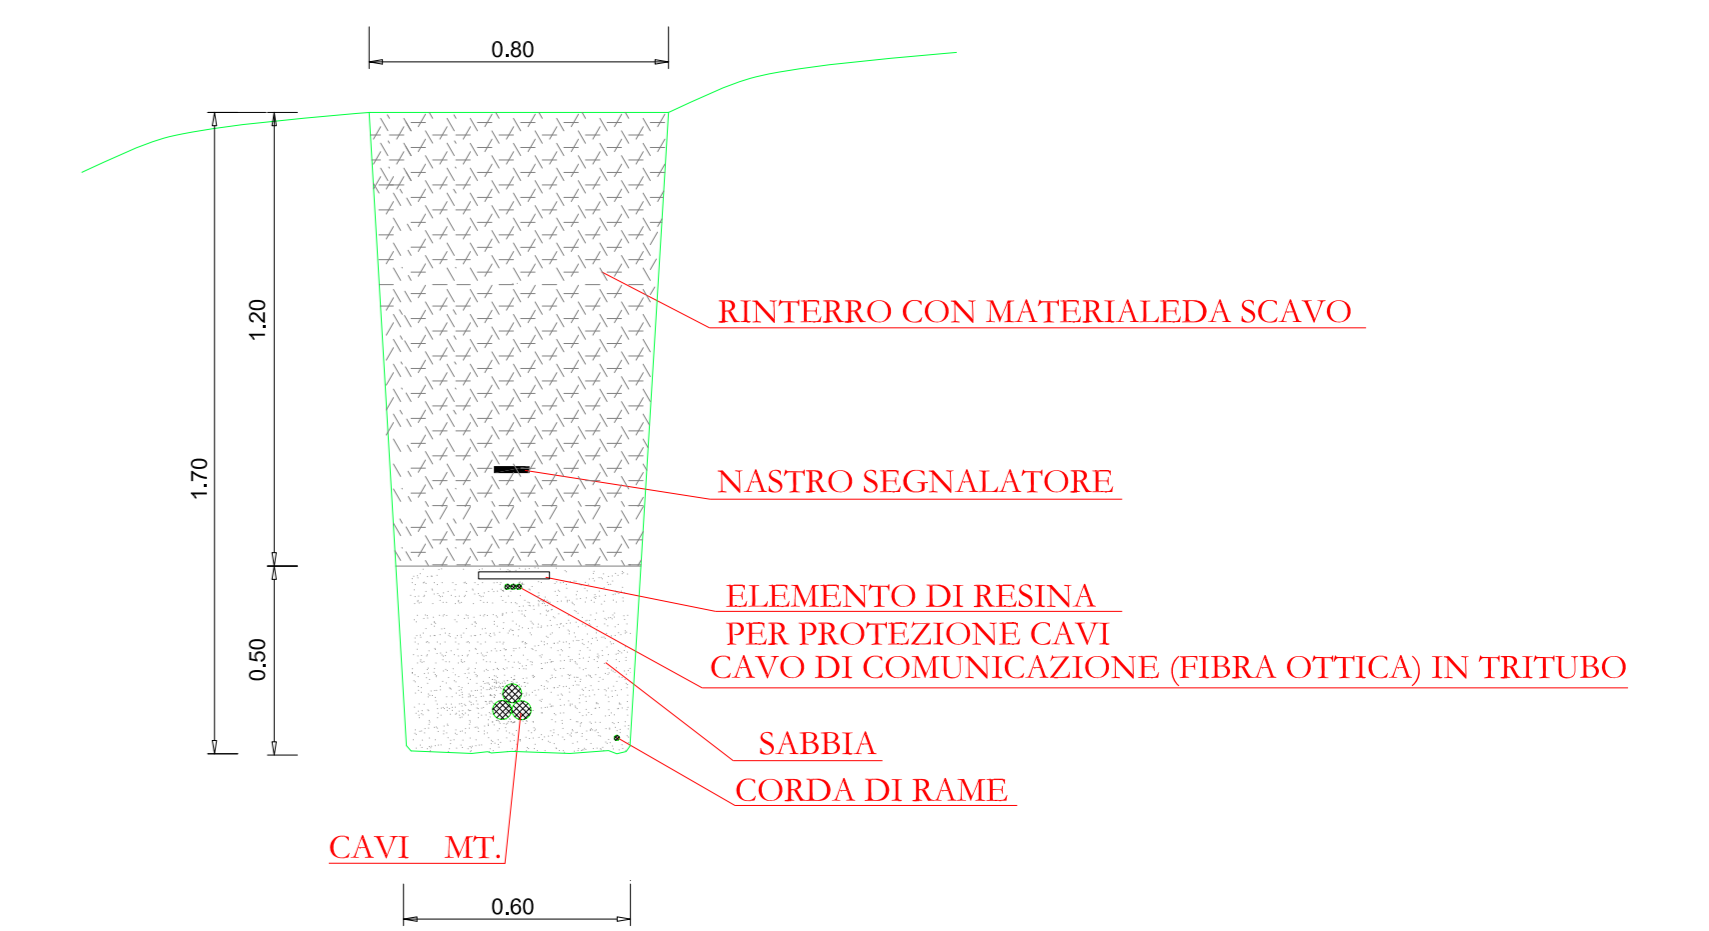 0.80
1.20
RINTERRO CON MATERIALEDA SCAVO
1.70
NASTRO SEGNALATORE
ELEMENTO DI RESINA
PER PROTEZIONE CAVI
0.50
CAVO DI COMUNICAZIONE (FIBRA OTTICA) IN TRITUBO
SABBIA
CORDA DI RAME
CAVI MT.
0.60